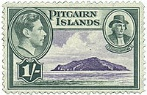 PITCAIRN
ISLANDS
1/-